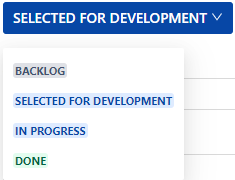 SELECTED FOR DEVELOPMENT
BACKLOG
SELECTED FOR DEVELOPMENT
IN PROGRESS
DONE